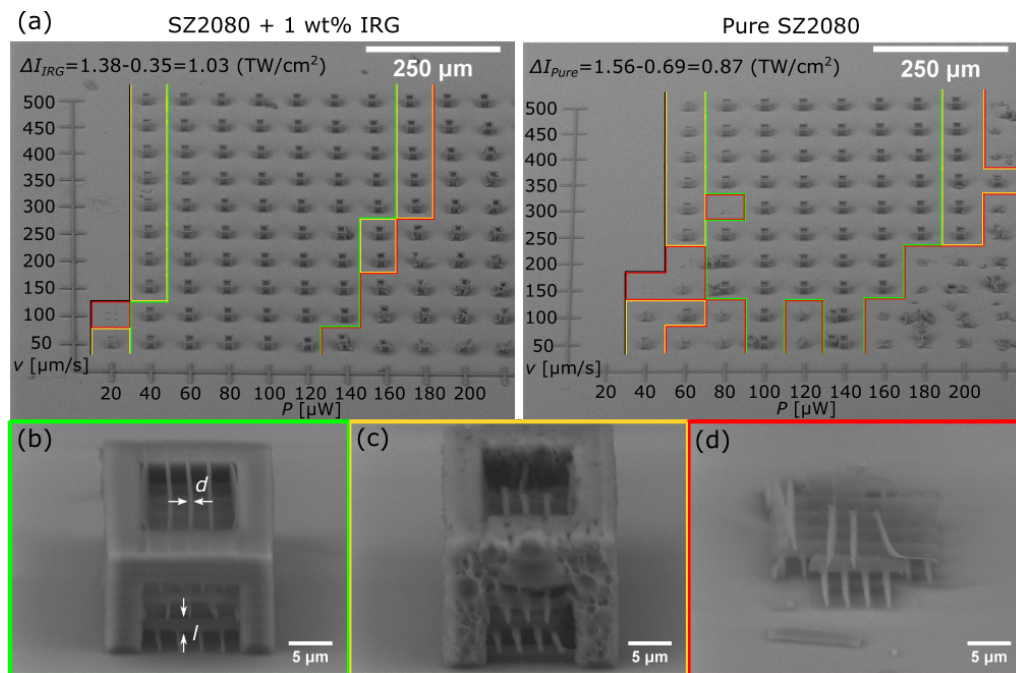 (a)
SZ2080 + 1 wt% IRG
Pure SZ2080
ΔI_IRG=1.38-0.35=1.03 (TW/cm²)
250 µm
ΔI_Pure=1.56-0.69=0.87 (TW/cm²)
250 µm
500
450
400
350
300
250
200
150
100
50
v [µm/s]
20 40 60 80 100 120 140 160 180 200
P [µW]
500
450
400
350
300
250
200
150
100
50
v [µm/s]
20 40 60 80 100 120 140 160 180 200
P [µW]
(b)
d
l
5 µm
(c)
5 µm
(d)
5 µm